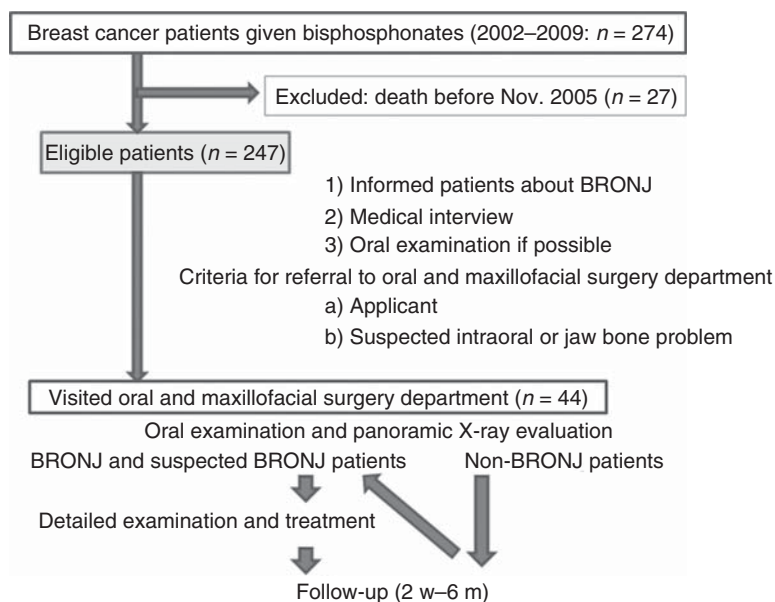 Breast cancer patients given bisphosphonates (2002–2009: n = 274)
Excluded: death before Nov. 2005 (n = 27)
Eligible patients (n = 247)
1) Informed patients about BRONJ
2) Medical interview
3) Oral examination if possible
Criteria for referral to oral and maxillofacial surgery department
a) Applicant
b) Suspected intraoral or jaw bone problem
Visited oral and maxillofacial surgery department (n = 44)
Oral examination and panoramic X-ray evaluation
BRONJ and suspected BRONJ patients
Non-BRONJ patients
Detailed examination and treatment
Follow-up (2 w–6 m)